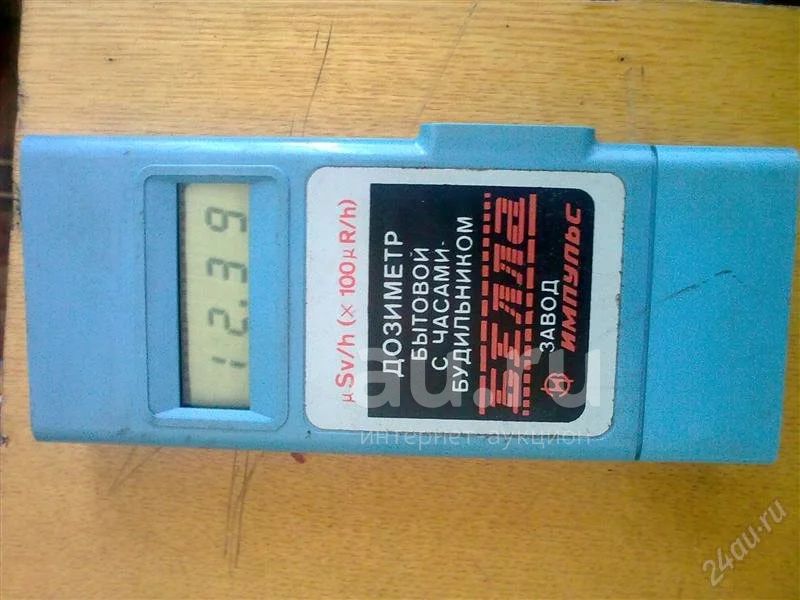 12.39
μSv/h (× 100μR/h)
ДОЗИМЕТР
БЫТОВОЙ
С ЧАСАМИ-
БУДИЛЬНИКОМ
БЕЛЛА
ЗАВОД
ИМПУЛЬС
au.ru
интернет-аукцион
24au.ru